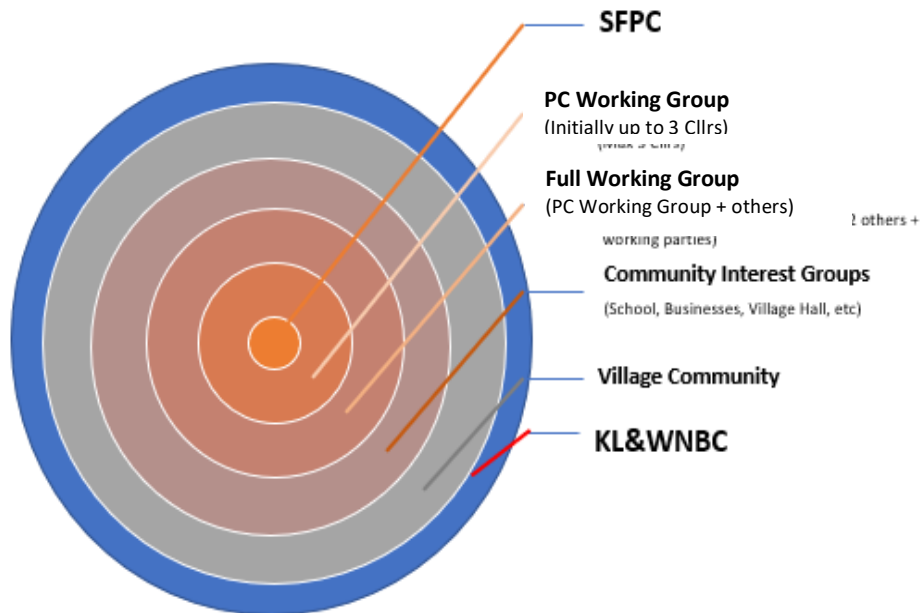 SFPC
PC Working Group
(Initially up to 3 Cllrs)
Full Working Group
(PC Working Group + others)
2 others +
working parties)
Community Interest Groups
(School, Businesses, Village Hall, etc)
Village Community
KL&WNBC